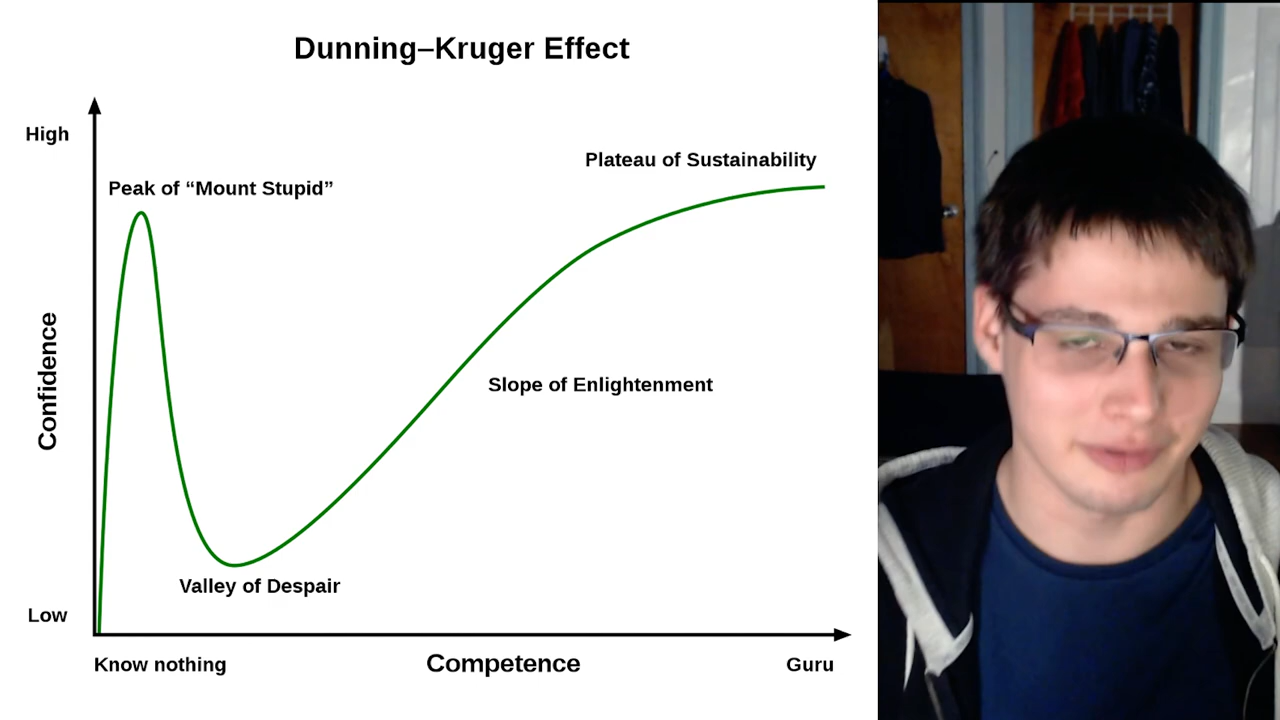 Dunning–Kruger Effect
High
Plateau of Sustainability
Peak of “Mount Stupid”
Confidence
Slope of Enlightenment
Valley of Despair
Low
Know nothing
Competence
Guru